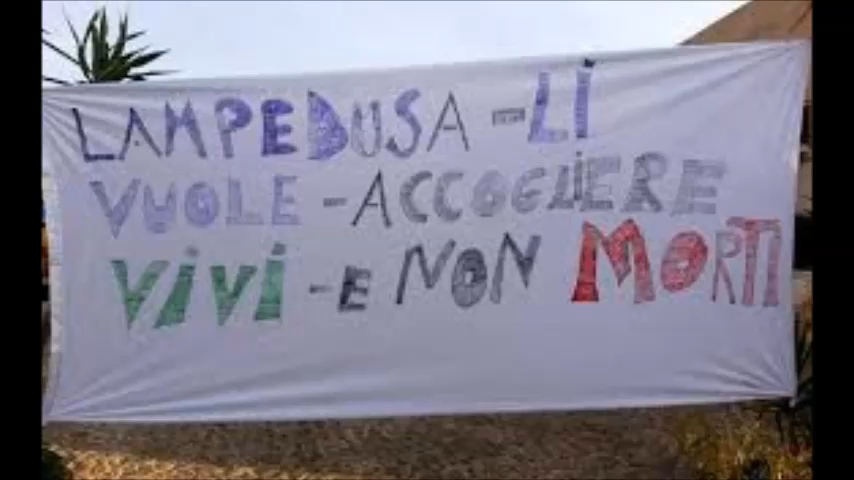 LAMPEDUSA - LI
VUOLE - ACCOGLIERE
ViVi - E NON MORTI